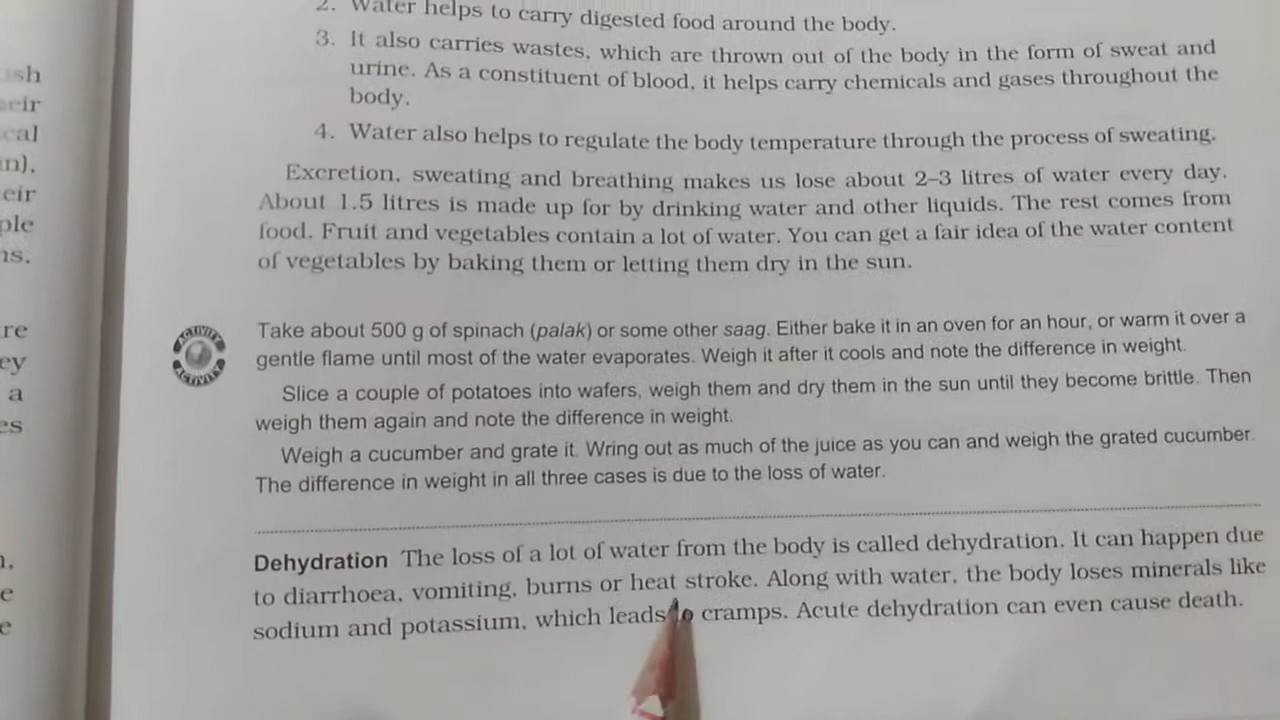 2. Water helps to carry digested food around the body.
3. It also carries wastes, which are thrown out of the body in the form of sweat and
urine. As a constituent of blood, it helps carry chemicals and gases throughout the
body.
4. Water also helps to regulate the body temperature through the process of sweating.
Excretion, sweating and breathing makes us lose about 2–3 litres of water every day.
About 1.5 litres is made up for by drinking water and other liquids. The rest comes from
food. Fruit and vegetables contain a lot of water. You can get a fair idea of the water content
of vegetables by baking them or letting them dry in the sun.
ACTIVITY
ACTIVITY
Take about 500 g of spinach (palak) or some other saag. Either bake it in an oven for an hour, or warm it over a
gentle flame until most of the water evaporates. Weigh it after it cools and note the difference in weight.
Slice a couple of potatoes into wafers, weigh them and dry them in the sun until they become brittle. Then
weigh them again and note the difference in weight.
Weigh a cucumber and grate it. Wring out as much of the juice as you can and weigh the grated cucumber.
The difference in weight in all three cases is due to the loss of water.
Dehydration The loss of a lot of water from the body is called dehydration. It can happen due
to diarrhoea, vomiting, burns or heat stroke. Along with water, the body loses minerals like
sodium and potassium, which leads to cramps. Acute dehydration can even cause death.